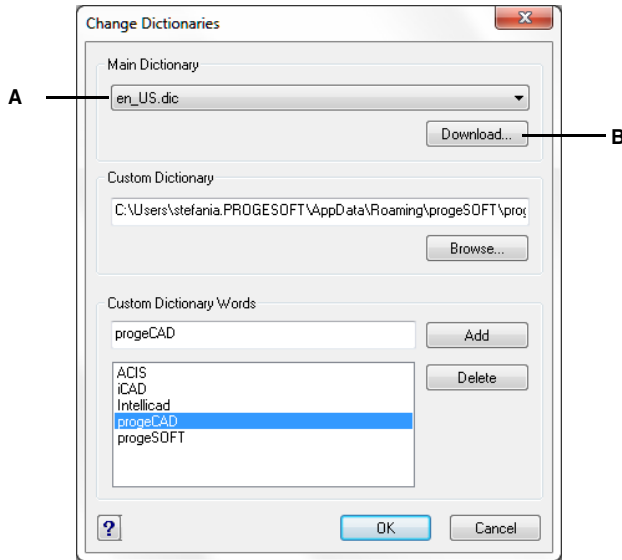 Change Dictionaries
Main Dictionary
A
en_US.dic
Download...
B
Custom Dictionary
C:\Users\stefania.PROGESOFT\AppData\Roaming\progeSOFT\prog
Browse...
Custom Dictionary Words
progeCAD
Add
ACIS
Delete
iCAD
Intellicad
progeCAD
progeSOFT
?
OK
Cancel